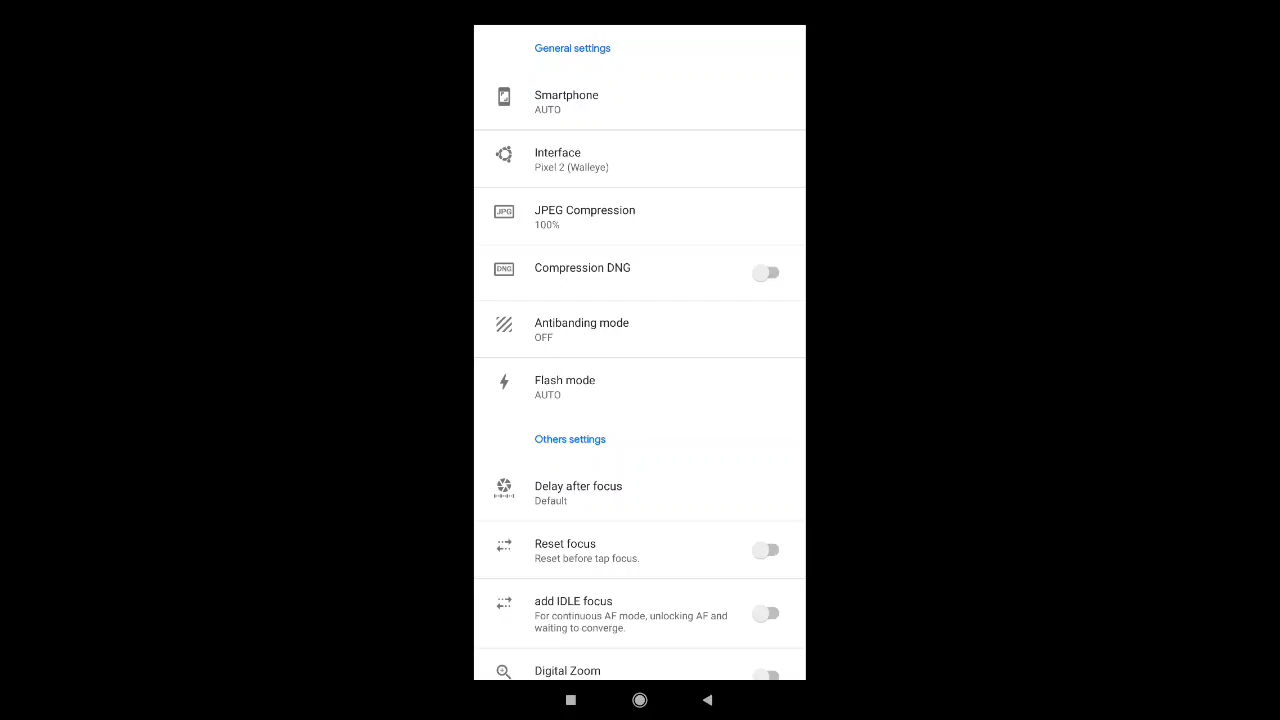 General settings
Smartphone
AUTO
Interface
Pixel 2 (Walleye)
JPG
JPEG Compression
100%
DNG
Compression DNG
Antibanding mode
OFF
Flash mode
AUTO
Others settings
Delay after focus
Default
Reset focus
Reset before tap focus.
add IDLE focus
For continuous AF mode, unlocking AF and
waiting to converge.
Digital Zoom